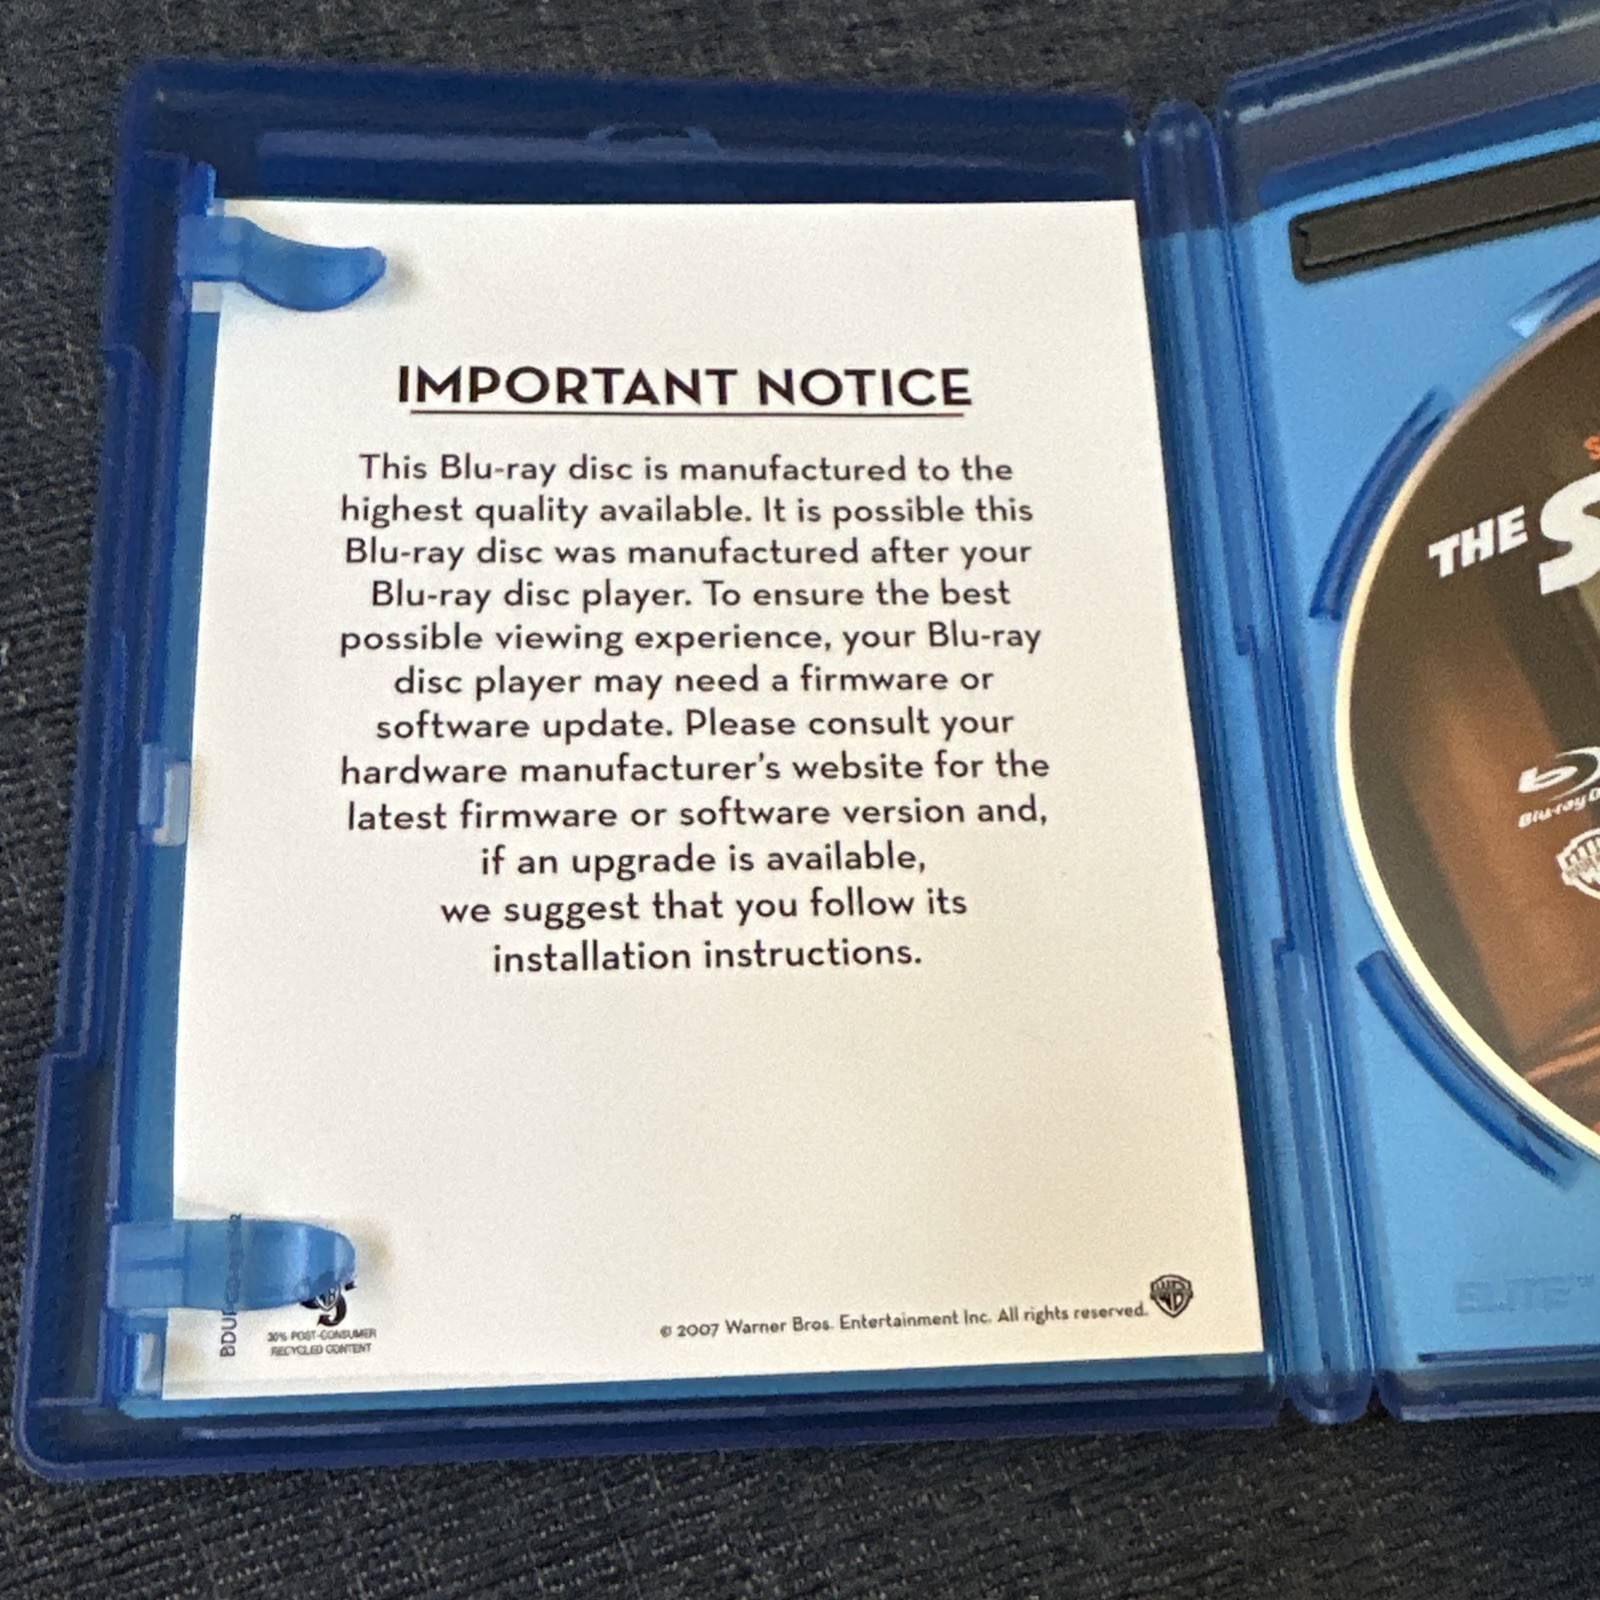 IMPORTANT NOTICE
This Blu-ray disc is manufactured to the
highest quality available. It is possible this
Blu-ray disc was manufactured after your
Blu-ray disc player. To ensure the best
possible viewing experience, your Blu-ray
disc player may need a firmware or
software update. Please consult your
hardware manufacturer's website for the
latest firmware or software version and,
if an upgrade is available,
we suggest that you follow its
installation instructions.
30% POST-CONSUMER
RECYCLED CONTENT
© 2007 Warner Bros. Entertainment Inc. All rights reserved.
THE
Blu-ray
ELITE